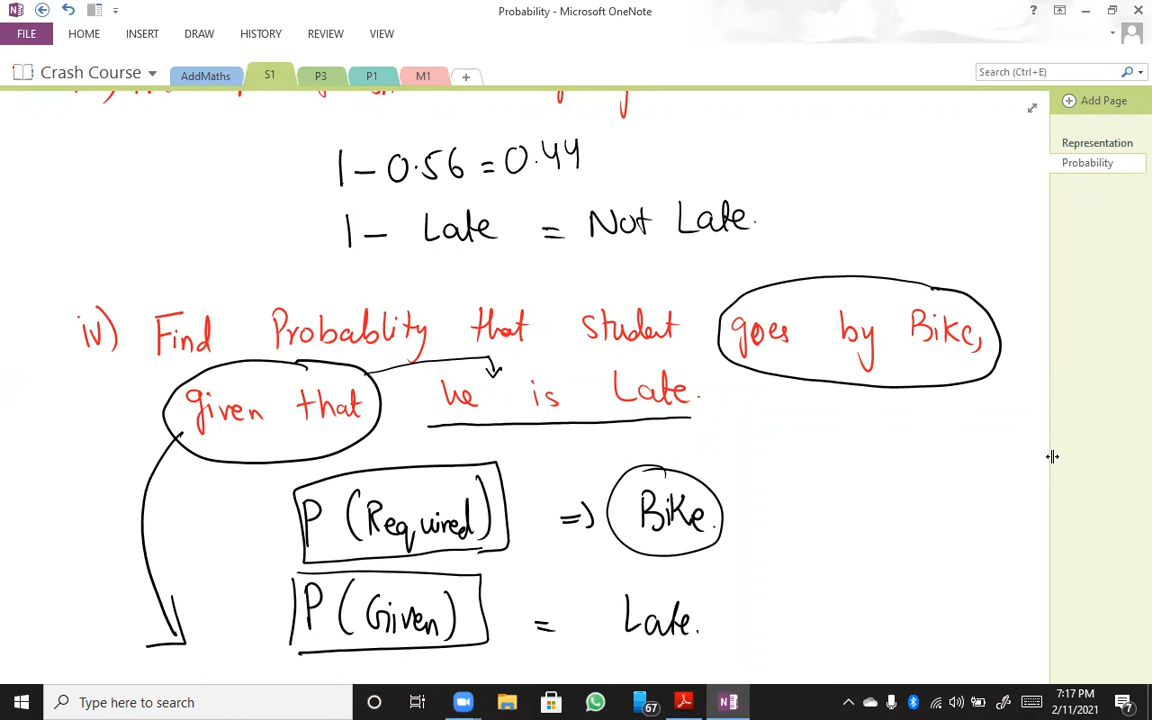 Probability - Microsoft OneNote
FILE HOME INSERT DRAW HISTORY REVIEW VIEW
Crash Course AddMaths S1 P3 P1 M1 +
Search (Ctrl+E)
Add Page
Representation
Probability
1 - 0.56 = 0.44
1 - Late = Not Late.
iv) Find Probablity that student goes by Bike,
given that he is Late.
P (Required) => Bike.
P (Given) = Late.
Type here to search
67
7:17 PM
2/11/2021
7